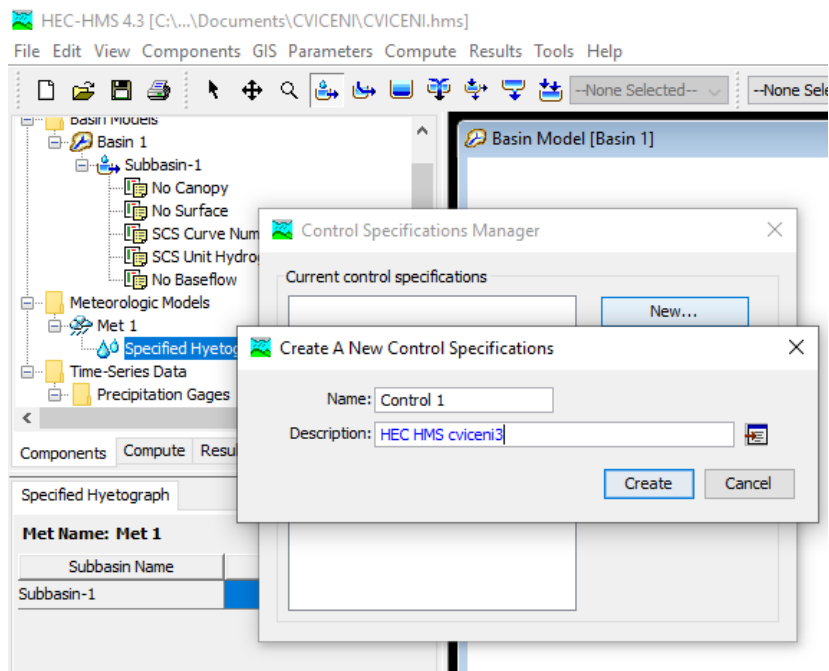 HEC-HMS 4.3 [C:\...\Documents\CVICENI\CVICENI.hms]
File Edit View Components GIS Parameters Compute Results Tools Help
--None Selected-- --None Sele
Basin Models
Basin 1
Subbasin-1
No Canopy
No Surface
SCS Curve Num
SCS Unit Hydro
No Baseflow
Meteorologic Models
Met 1
Specified Hyetog
Time-Series Data
Precipitation Gages
Components Compute Resu
Specified Hyetograph
Met Name: Met 1
Subbasin Name
Subbasin-1
Basin Model [Basin 1]
Control Specifications Manager
Current control specifications
New...
Create A New Control Specifications
Name: Control 1
Description: HEC HMS cviceni3
Create Cancel